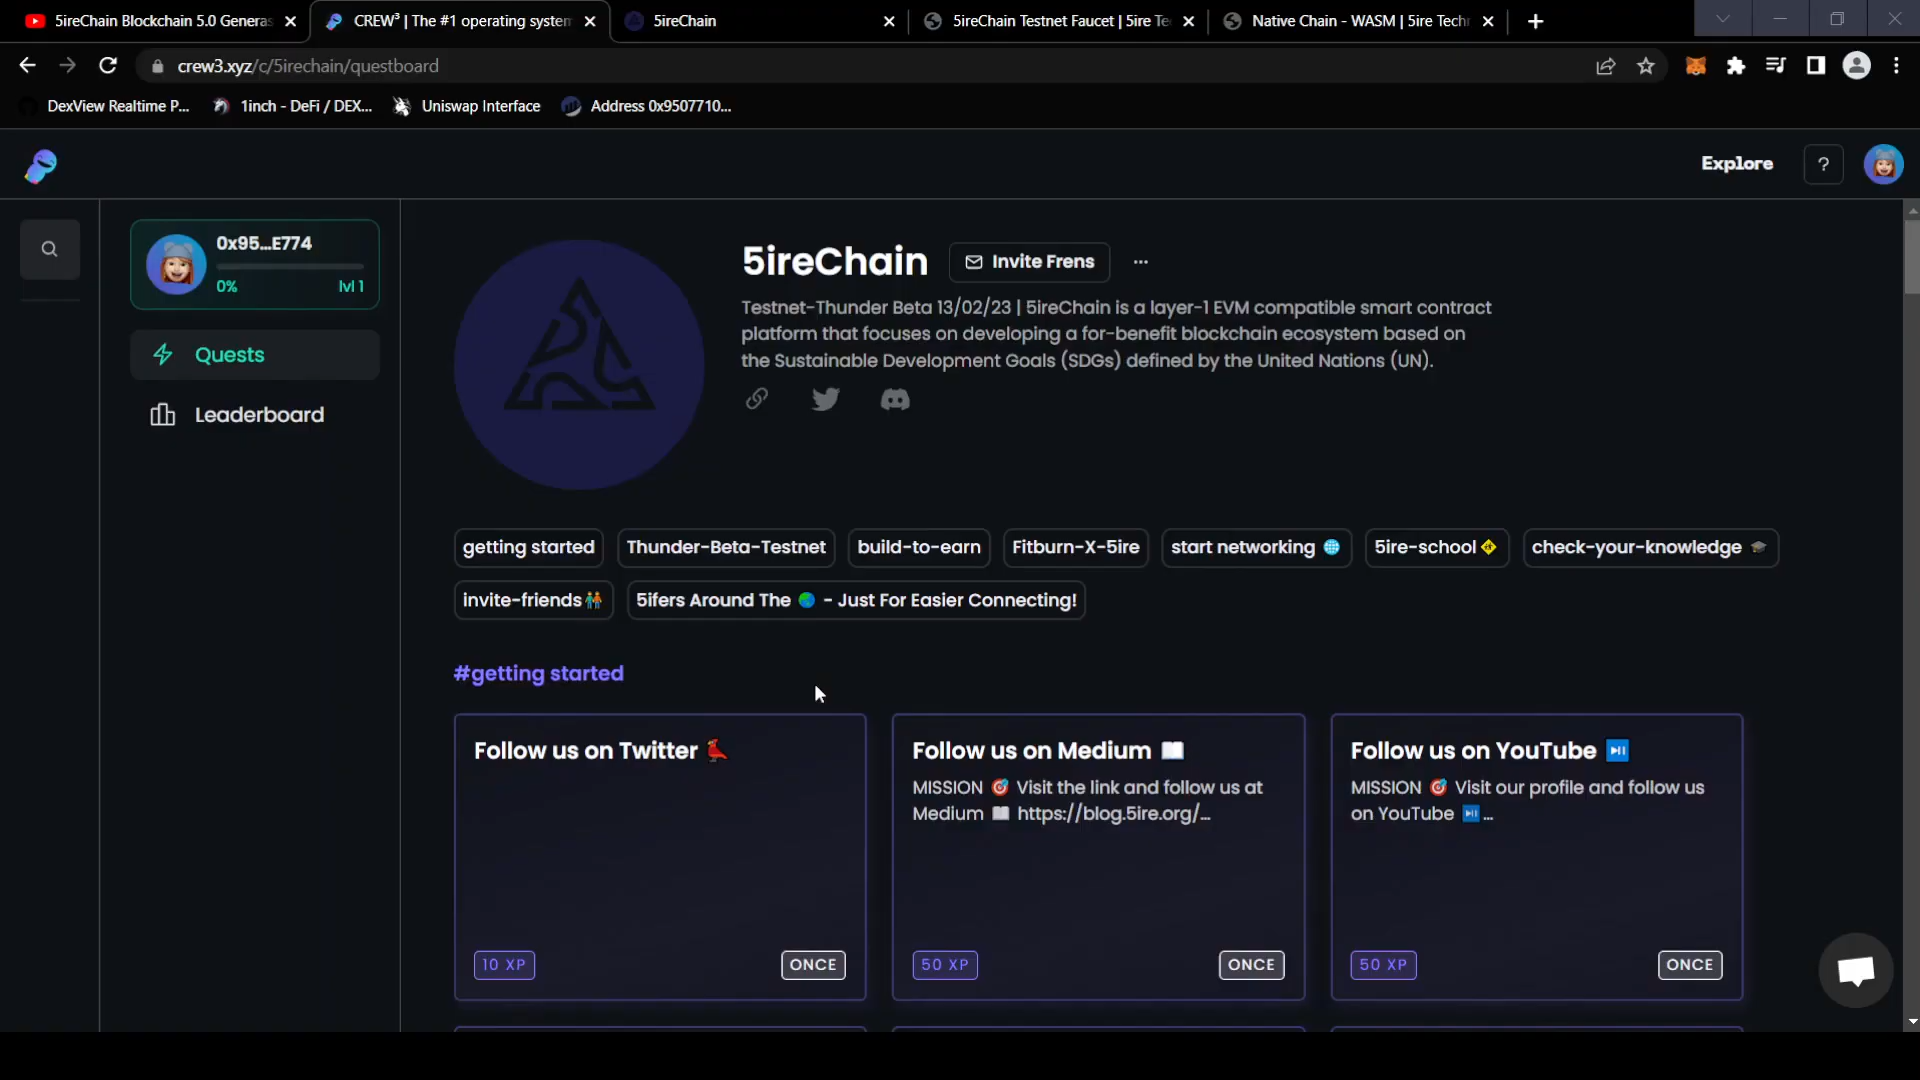 5ireChain Blockchain 5.0 Generas
CREW³ | The #1 operating system
5ireChain
5ireChain Testnet Faucet | 5ire Te
Native Chain - WASM | 5ire Techn
crew3.xyz/c/5irechain/questboard
DexView Realtime P...
1inch - DeFi / DEX...
Uniswap Interface
Address 0x9507710...
Explore
?
0x95...E774
0%
lvl 1
Quests
Leaderboard
5ireChain
Invite Frens
...
Testnet-Thunder Beta 13/02/23 | 5ireChain is a layer-1 EVM compatible smart contract
platform that focuses on developing a for-benefit blockchain ecosystem based on
the Sustainable Development Goals (SDGs) defined by the United Nations (UN).
getting started
Thunder-Beta-Testnet
build-to-earn
Fitburn-X-5ire
start networking 🌐
5ire-school
check-your-knowledge 🎓
invite-friends
5ifers Around The 🌏 - Just For Easier Connecting!
#getting started
Follow us on Twitter
10 XP
ONCE
Follow us on Medium 📖
MISSION 🎯 Visit the link and follow us at
Medium 📖 https://blog.5ire.org/...
50 XP
ONCE
Follow us on YouTube ⏯
MISSION 🎯 Visit our profile and follow us
on YouTube ⏯...
50 XP
ONCE